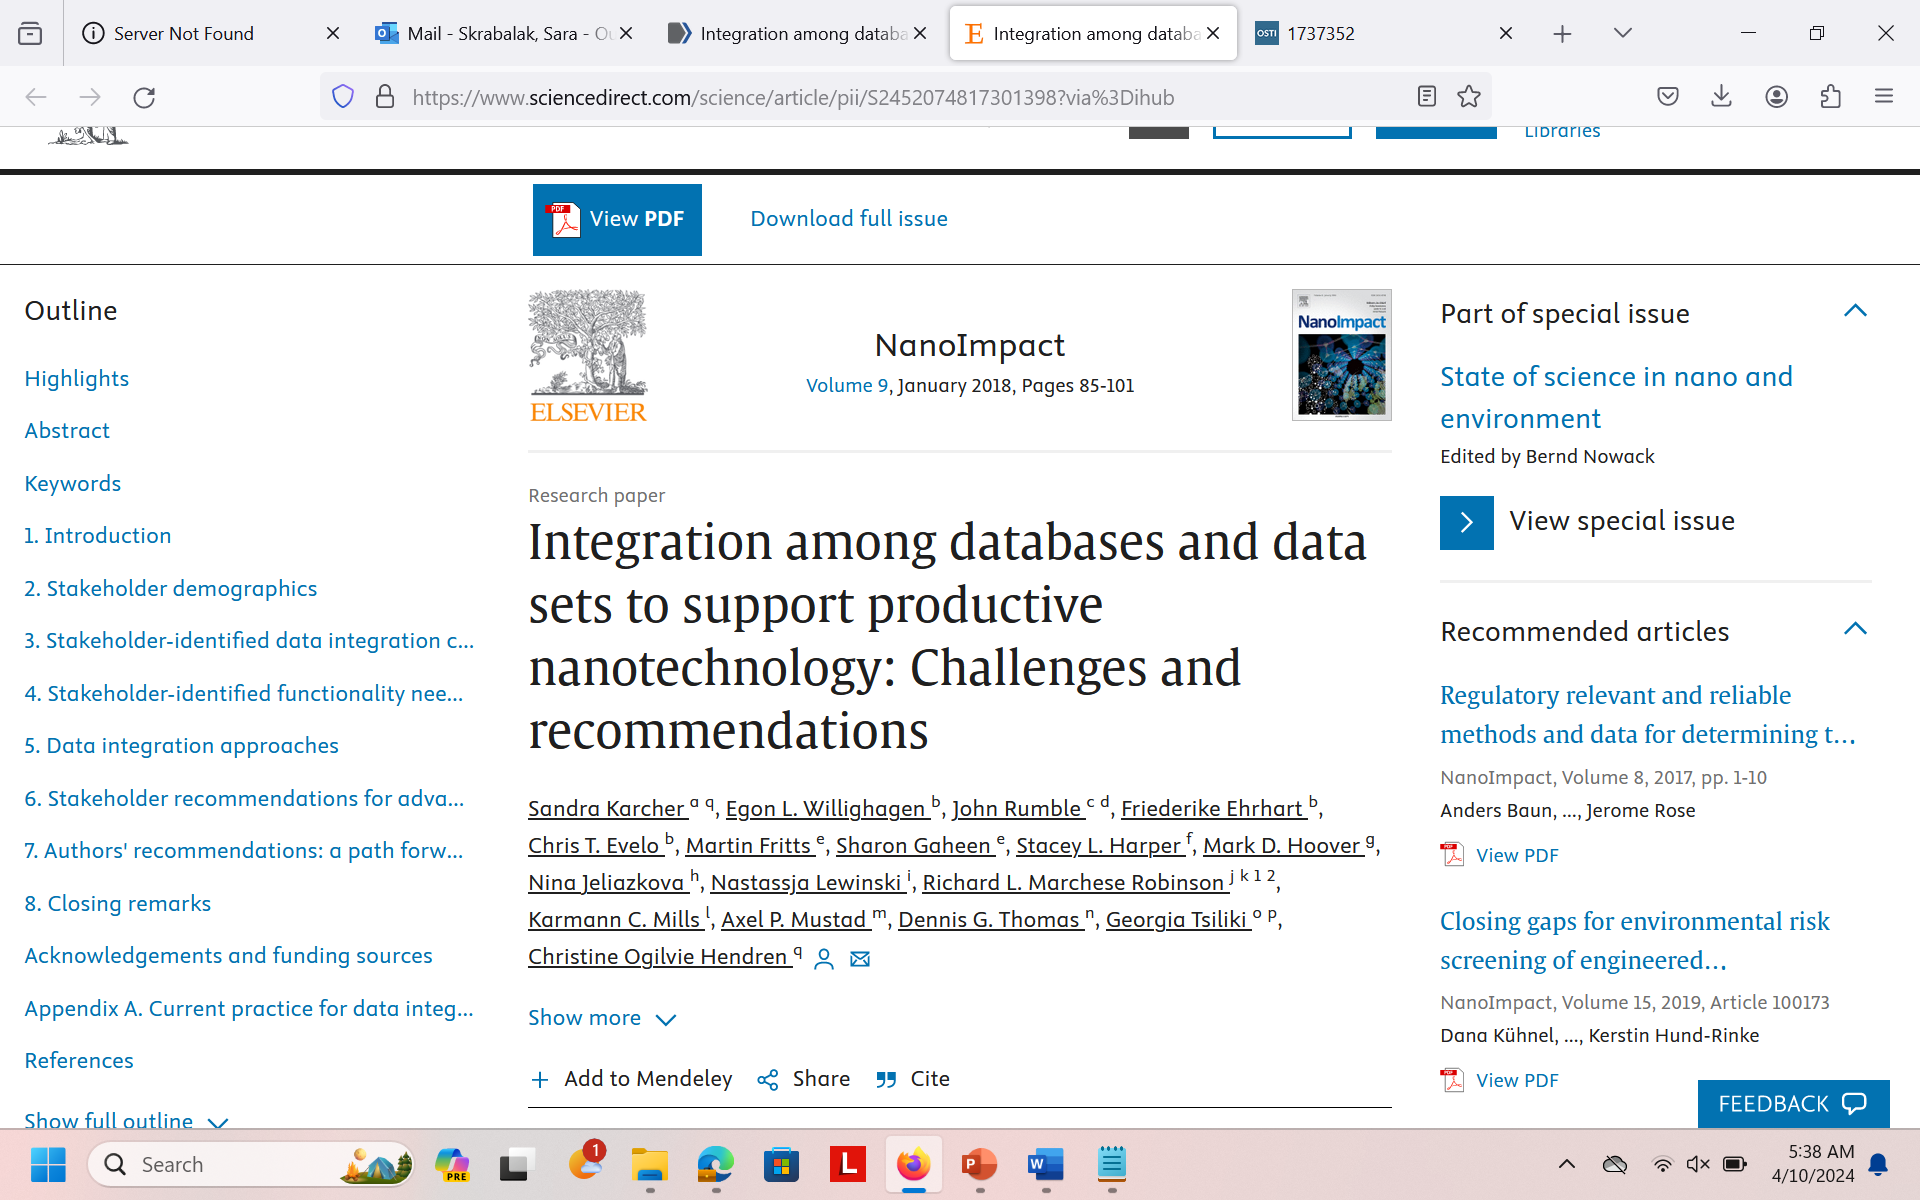 Server Not Found
Mail - Skrabalak, Sara - Ou
Integration among databa
Integration among databa
OSTI 1737352
https://www.sciencedirect.com/science/article/pii/S2452074817301398?via%3Dihub
Libraries
PDF View PDF
Download full issue
Outline
Highlights
Abstract
Keywords
1. Introduction
2. Stakeholder demographics
3. Stakeholder-identified data integration c...
4. Stakeholder-identified functionality nee...
5. Data integration approaches
6. Stakeholder recommendations for adva...
7. Authors' recommendations: a path forw...
8. Closing remarks
Acknowledgements and funding sources
Appendix A. Current practice for data integ...
References
Show full outline
ELSEVIER
NanoImpact
Volume 9, January 2018, Pages 85-101
NanoImpact
Research paper
Integration among databases and data
sets to support productive
nanotechnology: Challenges and
recommendations
Sandra Karcher a q, Egon L. Willighagen b, John Rumble c d, Friederike Ehrhart b,
Chris T. Evelo b, Martin Fritts e, Sharon Gaheen e, Stacey L. Harper f, Mark D. Hoover g,
Nina Jeliazkova h, Nastassja Lewinski i, Richard L. Marchese Robinson j k 1 2,
Karmann C. Mills l, Axel P. Mustad m, Dennis G. Thomas n, Georgia Tsiliki o p,
Christine Ogilvie Hendren q
Show more
Add to Mendeley
Share
Cite
Part of special issue
State of science in nano and
environment
Edited by Bernd Nowack
View special issue
Recommended articles
Regulatory relevant and reliable
methods and data for determining t...
NanoImpact, Volume 8, 2017, pp. 1-10
Anders Baun, ..., Jerome Rose
PDF View PDF
Closing gaps for environmental risk
screening of engineered...
NanoImpact, Volume 15, 2019, Article 100173
Dana Kühnel, ..., Kerstin Hund-Rinke
PDF View PDF
FEEDBACK
Search
PRE
1
L
P
W
5:38 AM
4/10/2024